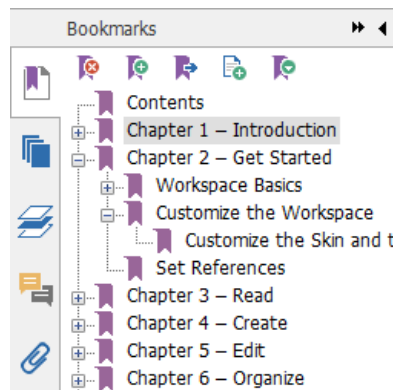 Bookmarks
Contents
Chapter 1 – Introduction
Chapter 2 – Get Started
Workspace Basics
Customize the Workspace
Customize the Skin and
Set References
Chapter 3 – Read
Chapter 4 – Create
Chapter 5 – Edit
Chapter 6 – Organize